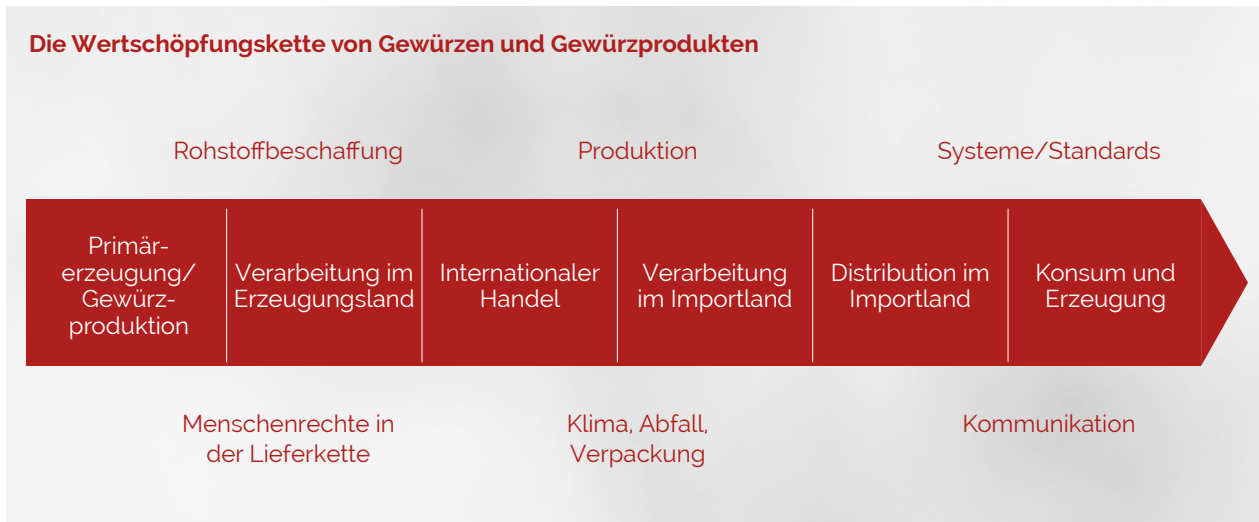 Die Wertschöpfungskette von Gewürzen und Gewürzprodukten
Rohstoffbeschaffung
Produktion
Systeme/Standards
Primär-
erzeugung/
Gewürz-
produktion
Verarbeitung im
Erzeugungsland
Internationaler
Handel
Verarbeitung
im Importland
Distribution im
Importland
Konsum und
Erzeugung
Menschenrechte in
der Lieferkette
Klima, Abfall,
Verpackung
Kommunikation